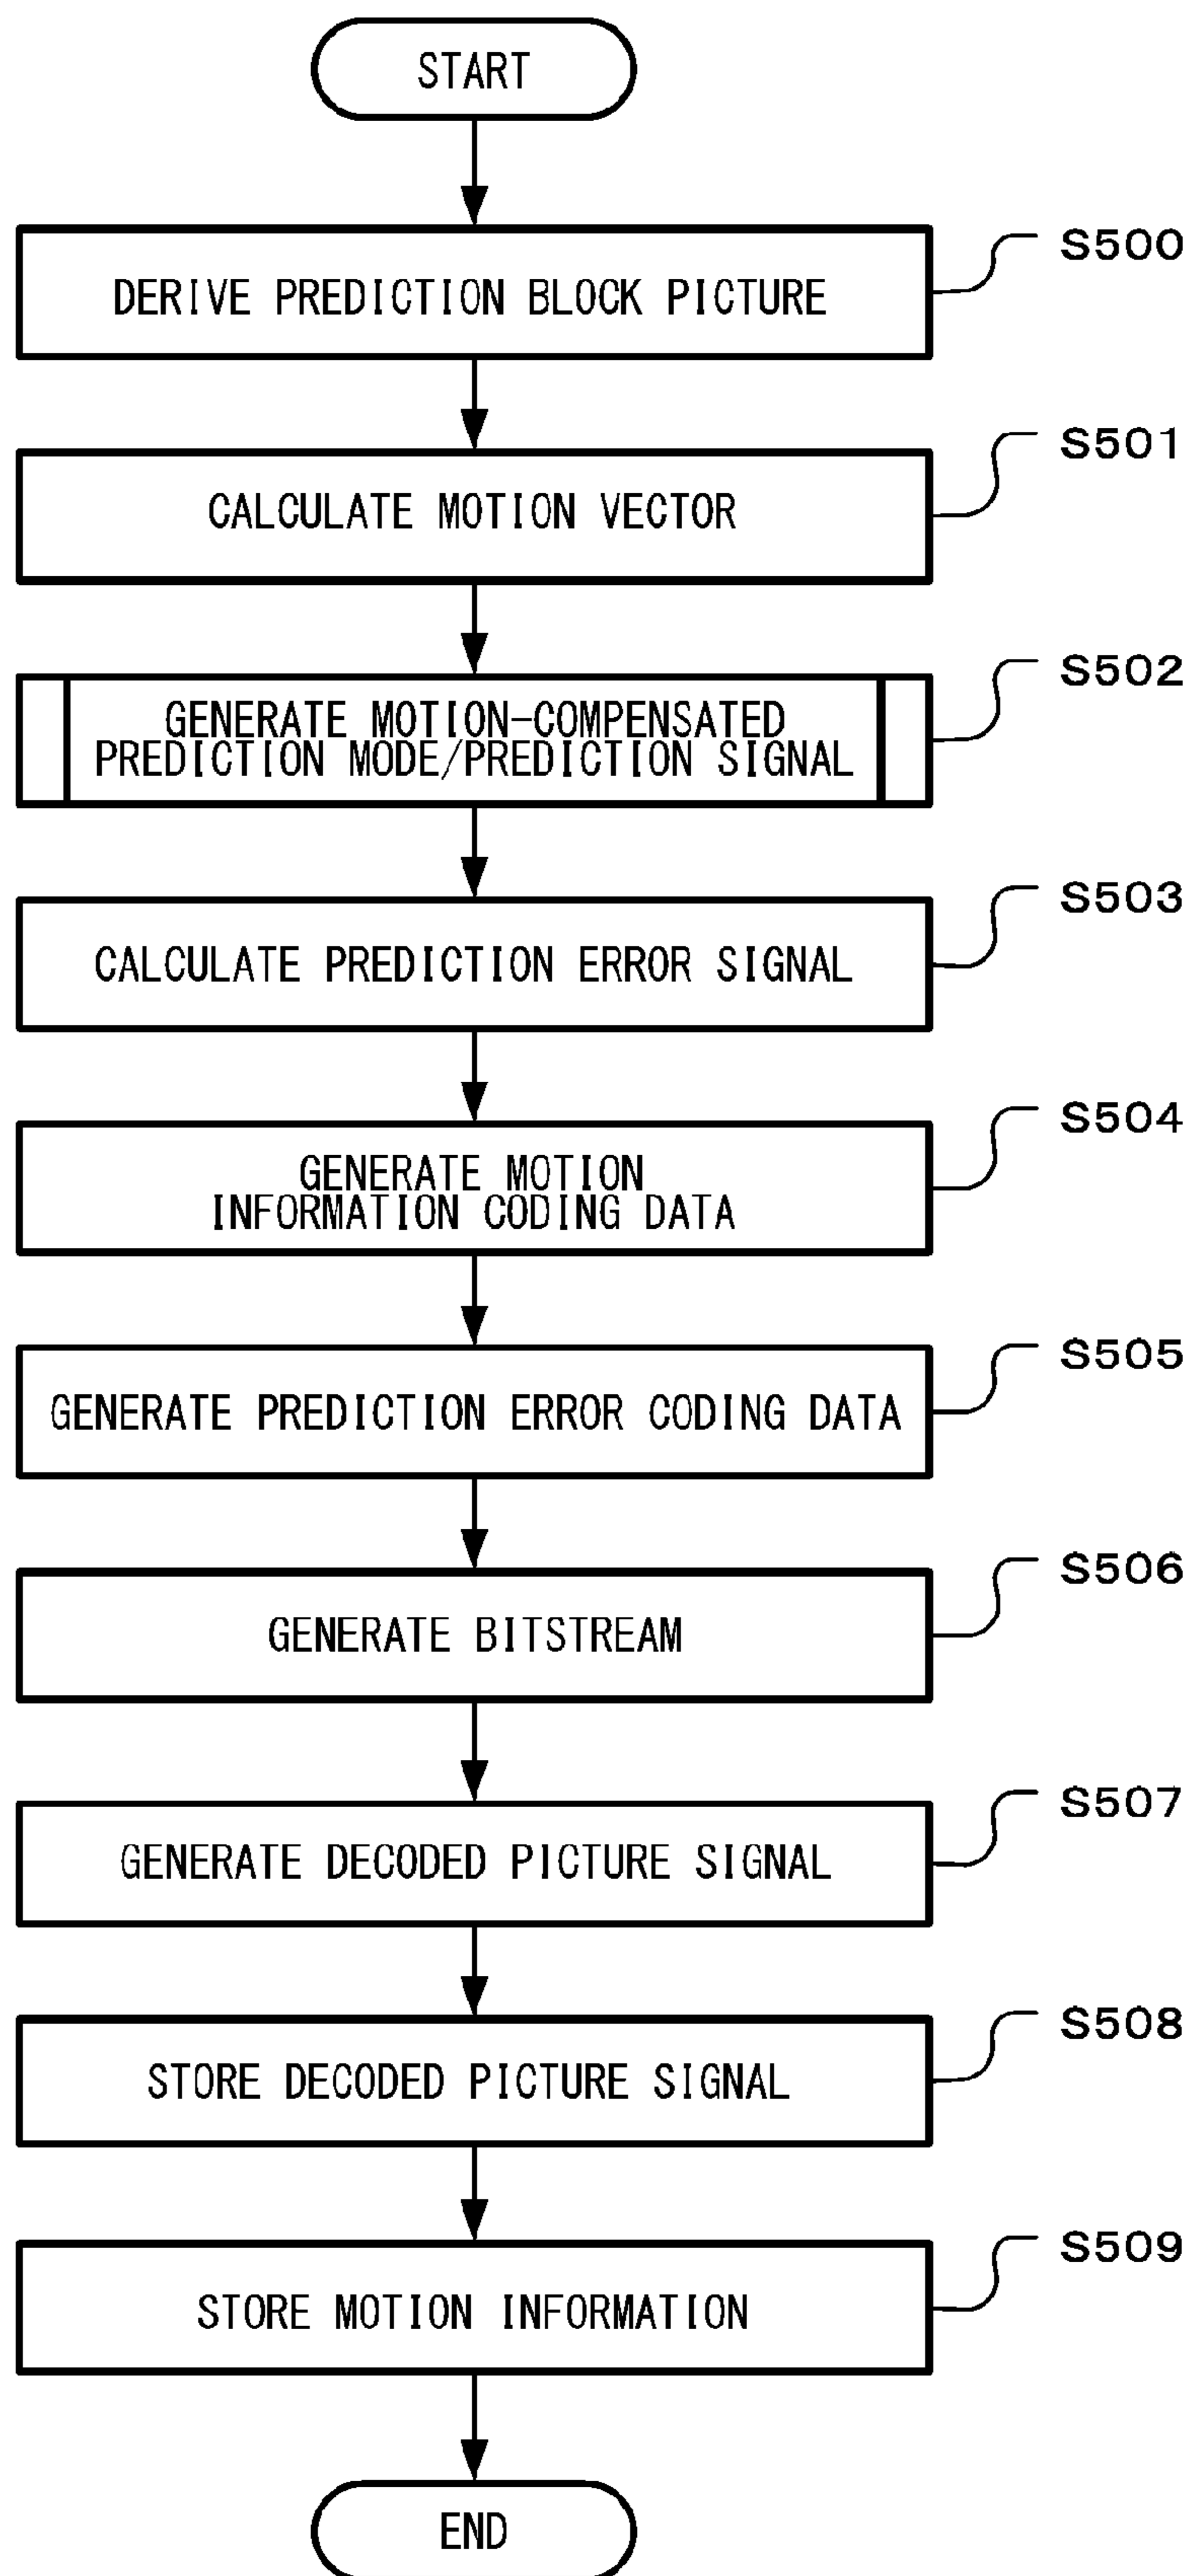 START
DERIVE PREDICTION BLOCK PICTURE
S500
CALCULATE MOTION VECTOR
S501
GENERATE MOTION-COMPENSATED
PREDICTION MODE/PREDICTION SIGNAL
S502
CALCULATE PREDICTION ERROR SIGNAL
S503
GENERATE MOTION
INFORMATION CODING DATA
S504
GENERATE PREDICTION ERROR CODING DATA
S505
GENERATE BITSTREAM
S506
GENERATE DECODED PICTURE SIGNAL
S507
STORE DECODED PICTURE SIGNAL
S508
STORE MOTION INFORMATION
S509
END